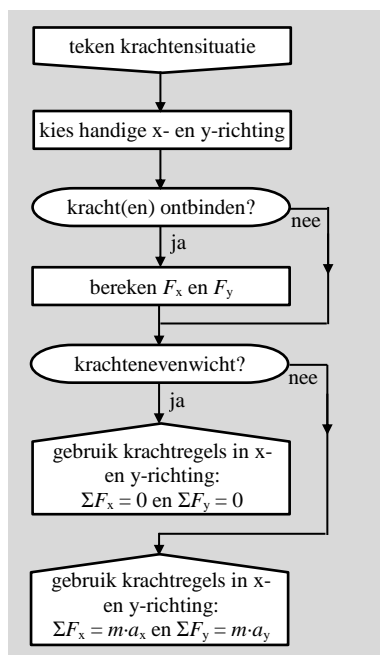 teken krachtensituatie
kies handige x- en y-richting
kracht(en) ontbinden?
nee
ja
bereken Fx en Fy
krachtenevenwicht?
nee
ja
gebruik krachtregels in x-
en y-richting:
ΣFx = 0 en ΣFy = 0
gebruik krachtregels in x-
en y-richting:
ΣFx = m·ax en ΣFy = m·ay